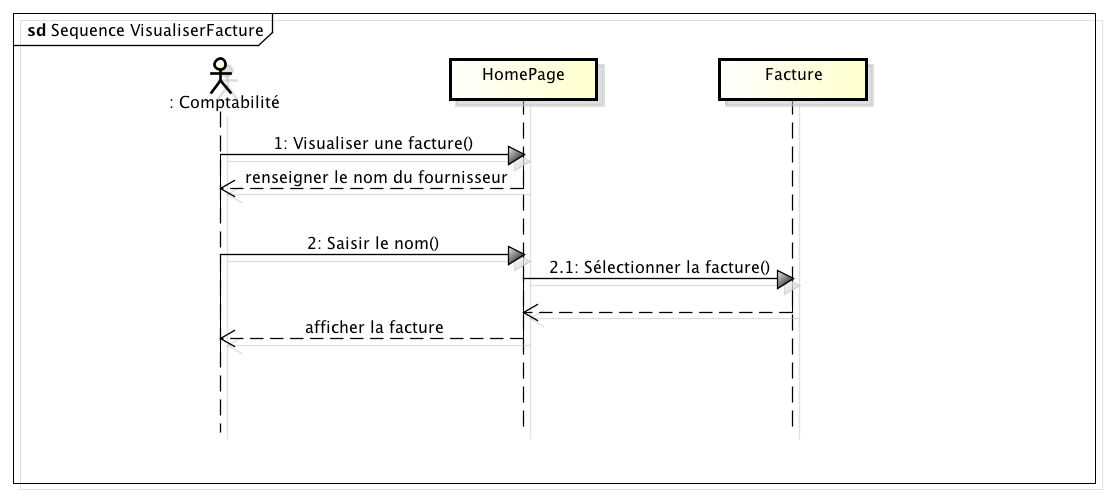 sd Sequence VisualiserFacture
: Comptabilité
HomePage
Facture
1: Visualiser une facture()
renseigner le nom du fournisseur
2: Saisir le nom()
2.1: Sélectionner la facture()
afficher la facture